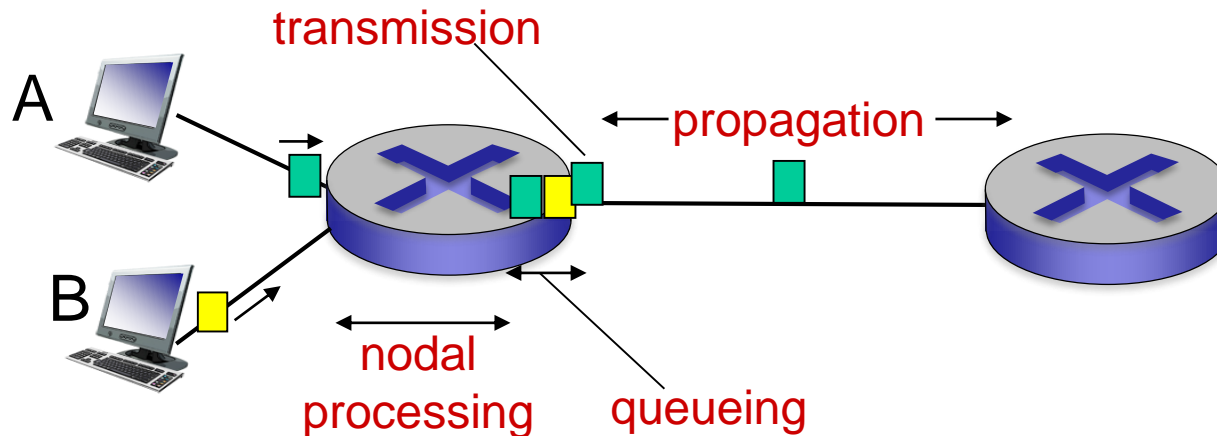 transmission
A
propagation
B
nodal
processing
queueing